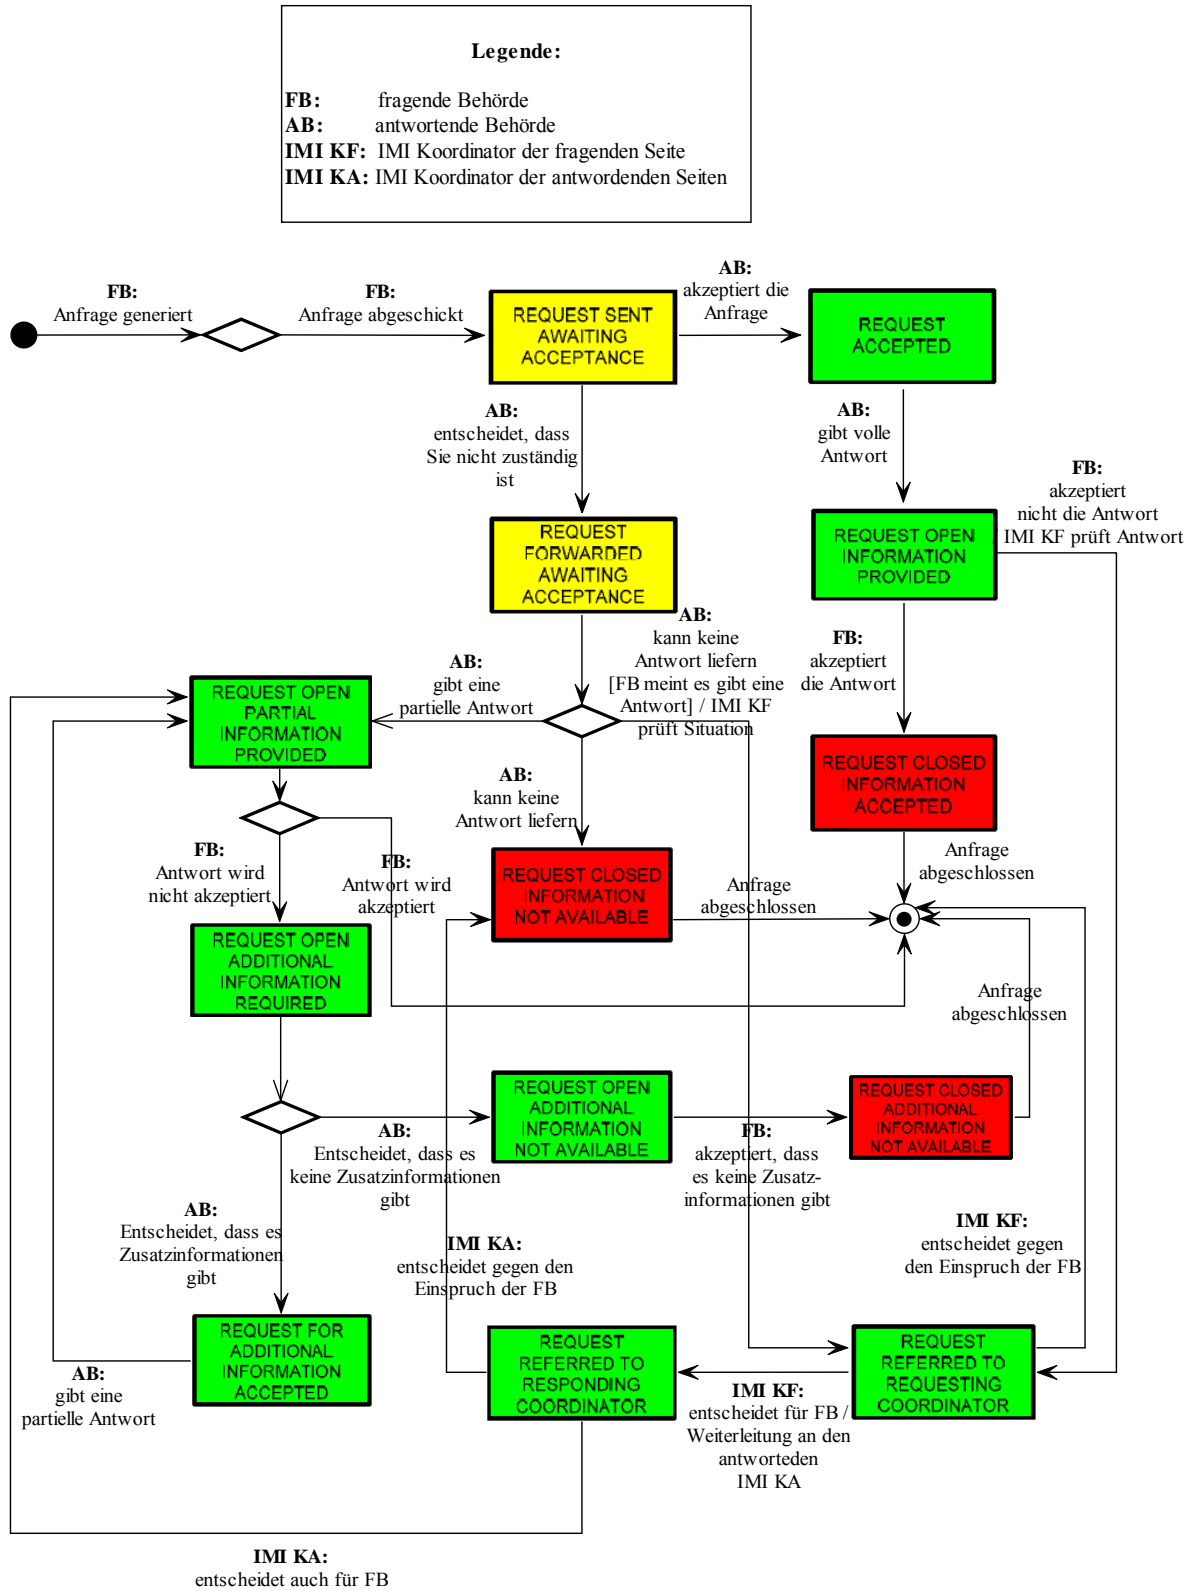 Legende:
FB: fragende Behörde
AB: antwortende Behörde
IMI KF: IMI Koordinator der fragenden Seite
IMI KA: IMI Koordinator der antwordenden Seiten
FB:
Anfrage generiert
FB:
Anfrage abgeschickt
REQUEST SENT
AWAITING
ACCEPTANCE
AB:
akzeptiert die
Anfrage
REQUEST
ACCEPTED
AB:
entscheidet, dass
Sie nicht zuständig
ist
AB:
gibt volle
Antwort
FB:
akzeptiert
nicht die Antwort
/ IMI KF prüft Antwort
REQUEST
FORWARDED
AWAITING
ACCEPTANCE
REQUEST OPEN
INFORMATION
PROVIDED
AB:
kann keine
Antwort liefern
[FB meint es gibt eine
Antwort] / IMI KF
prüft Situation
AB:
gibt eine
partielle Antwort
FB:
akzeptiert
die Antwort
REQUEST OPEN
PARTIAL
INFORMATION
PROVIDED
REQUEST CLOSED
INFORMATION
ACCEPTED
AB:
kann keine
Antwort liefern
FB:
Antwort wird
nicht akzeptiert
FB:
Antwort wird
akzeptiert
REQUEST CLOSED
INFORMATION
NOT AVAILABLE
Anfrage
abgeschlossen
Anfrage
abgeschlossen
REQUEST OPEN
ADDITIONAL
INFORMATION
REQUIRED
Anfrage
abgeschlossen
REQUEST OPEN
ADDITIONAL
INFORMATION
NOT AVAILABLE
REQUEST CLOSED
ADDITIONAL
INFORMATION
NOT AVAILABLE
AB:
Entscheidet, dass es
keine Zusatzinformationen
gibt
FB:
akzeptiert, dass
es keine Zusatz-
informationen gibt
AB:
Entscheidet, dass es
Zusatzinformationen
gibt
IMI KA:
entscheidet gegen den
Einspruch der FB
IMI KF:
entscheidet gegen
den Einspruch der FB
REQUEST FOR
ADDITIONAL
INFORMATION
ACCEPTED
REQUEST
REFERRED TO
RESPONDING
COORDINATOR
REQUEST
REFERRED TO
REQUESTING
COORDINATOR
AB:
gibt eine
partielle Antwort
IMI KF:
entscheidet für FB /
Weiterleitung an den
antworteden
IMI KA
IMI KA:
entscheidet auch für FB